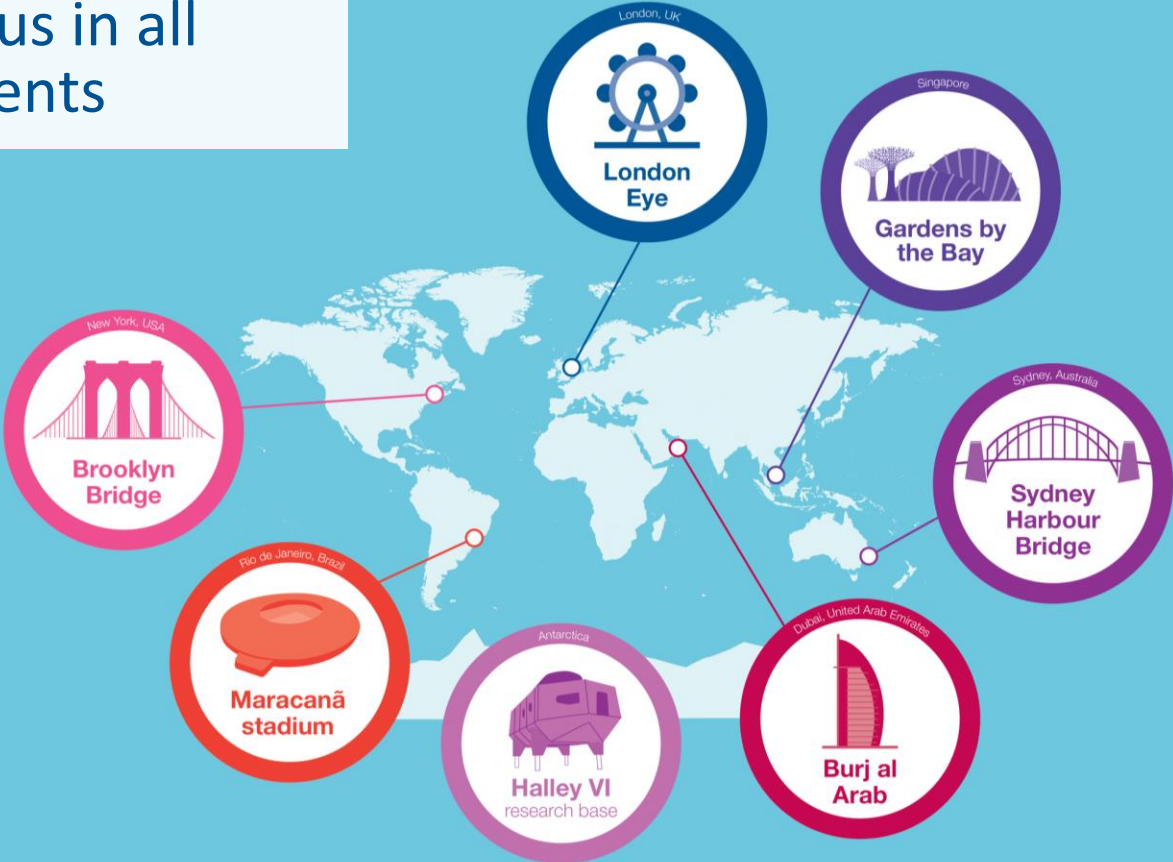 us in all
ents
London, UK
London
Eye
Singapore
Gardens by
the Bay
New York, USA
Brooklyn
Bridge
Sydney, Australia
Sydney
Harbour
Bridge
Rio de Janeiro, Brazil
Maracanã
stadium
Antarctica
Halley VI
research base
Dubai, United Arab Emirates
Burj al
Arab